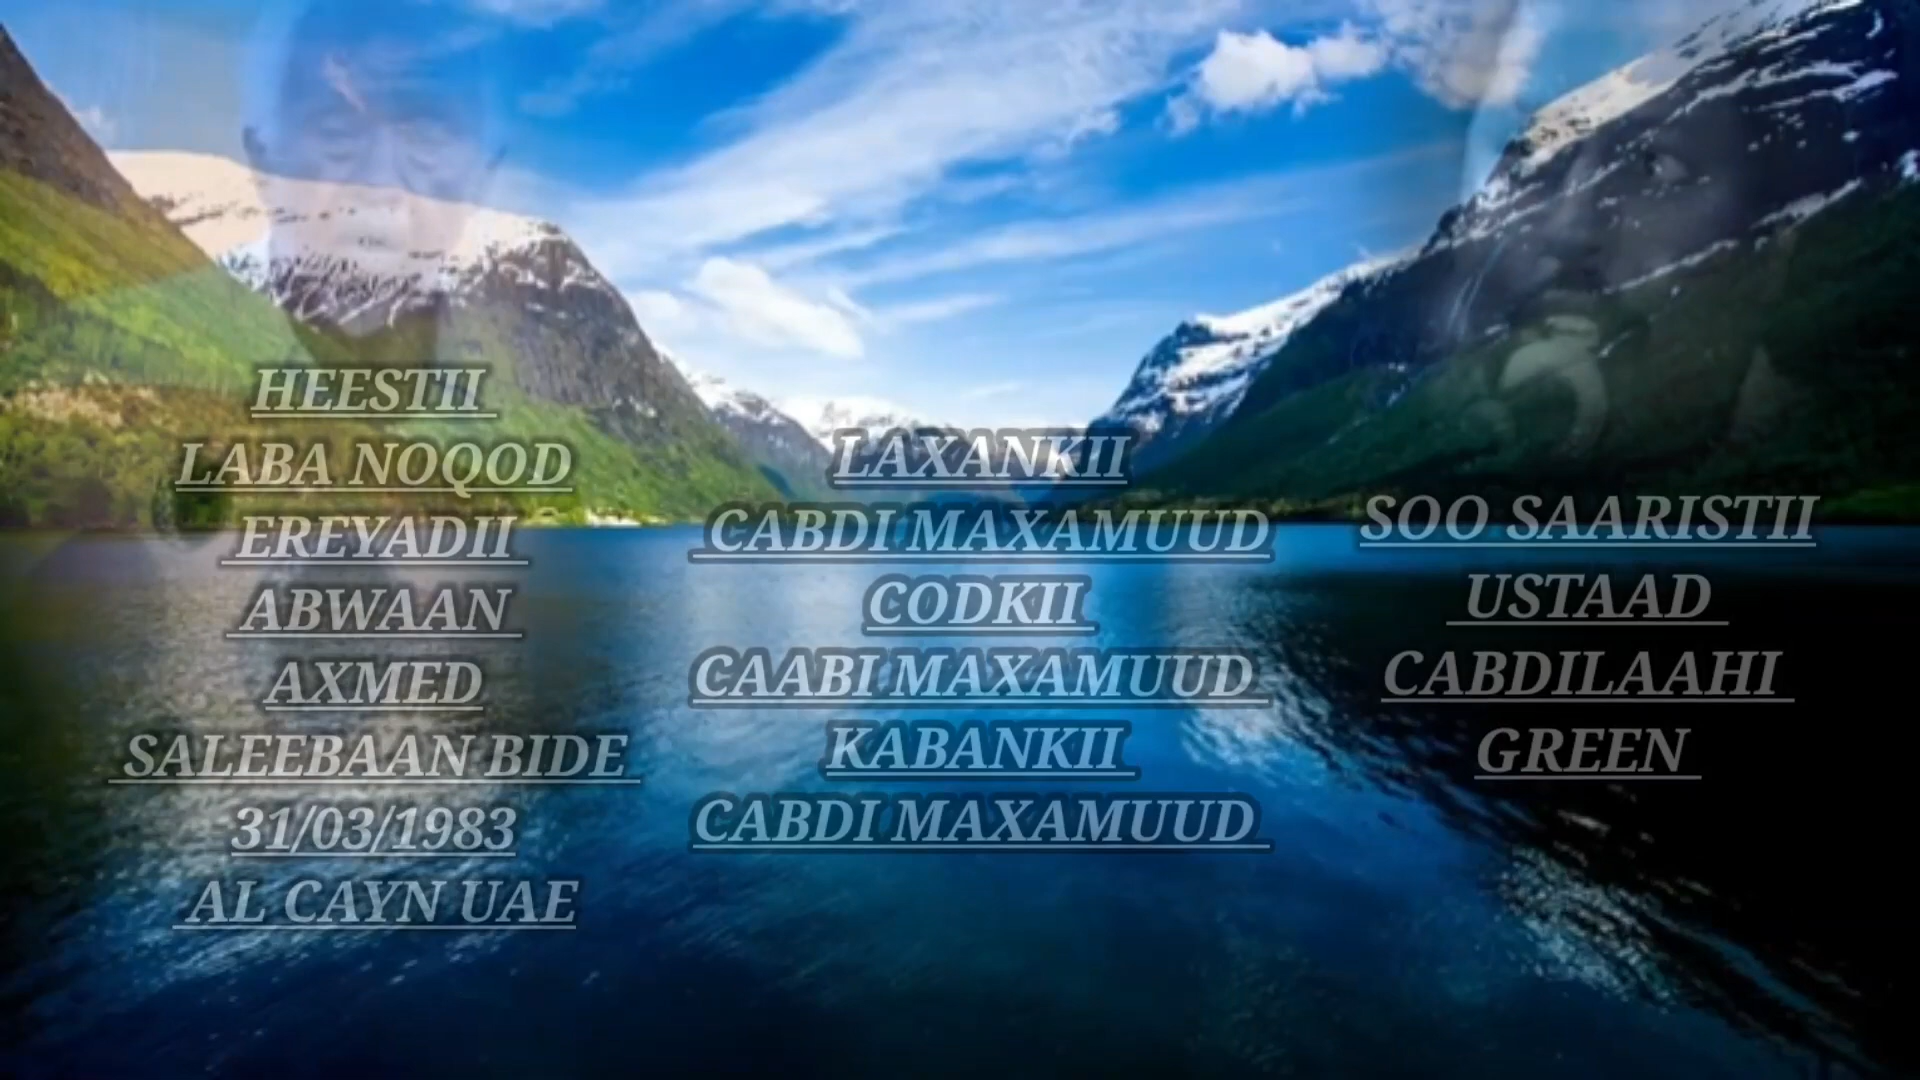 HEESTII
LABA NOQOD
EREYADII
ABWAAN
AXMED
SALEEBAAN BIDE
31/03/1983
AL CAYN UAE
LAXANKII
CABDI MAXAMUUD
CODKII
CAABI MAXAMUUD
KABANKII
CABDI MAXAMUUD
SOO SAARISTII
USTAAD
CABDILAAHI
GREEN